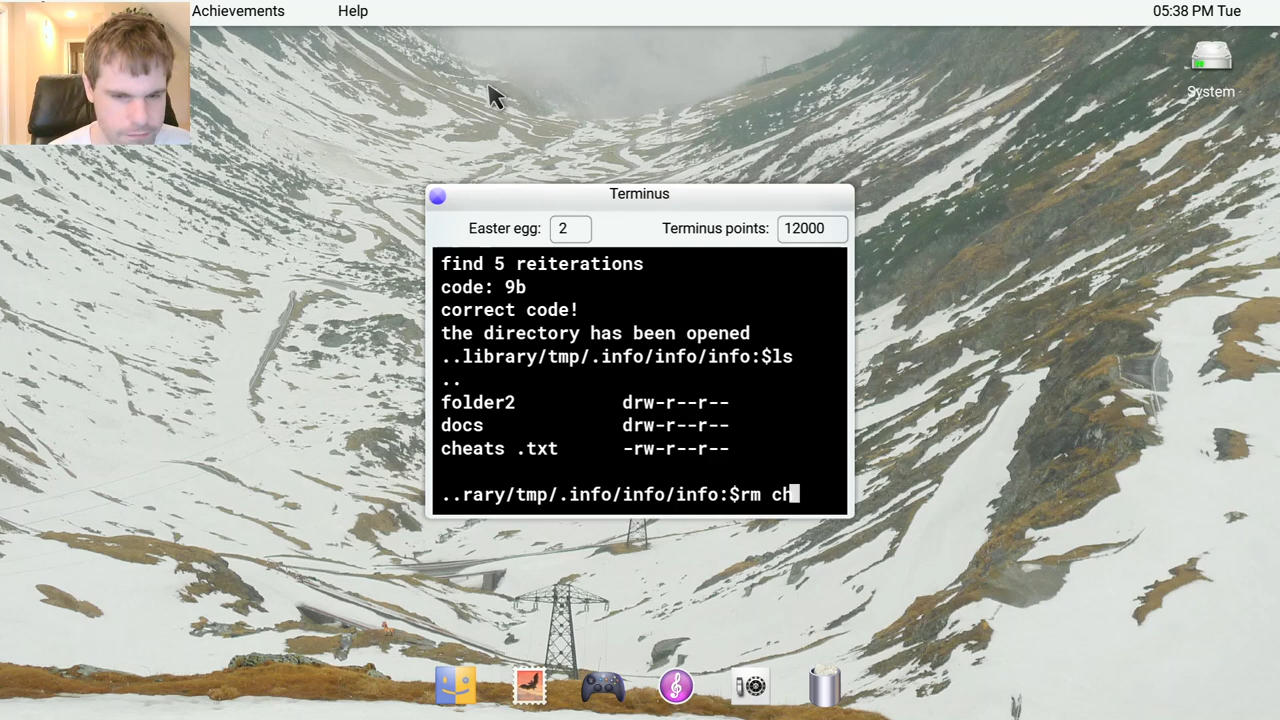 Achievements
Help
05:38 PM Tue
System
Terminus
Easter egg: 2
Terminus points: 12000
find 5 reiterations
code: 9b
correct code!
the directory has been opened
..library/tmp/.info/info/info:$ls
..
folder2 drw-r--r--
docs drw-r--r--
cheats .txt -rw-r--r--
..rary/tmp/.info/info/info:$rm ch